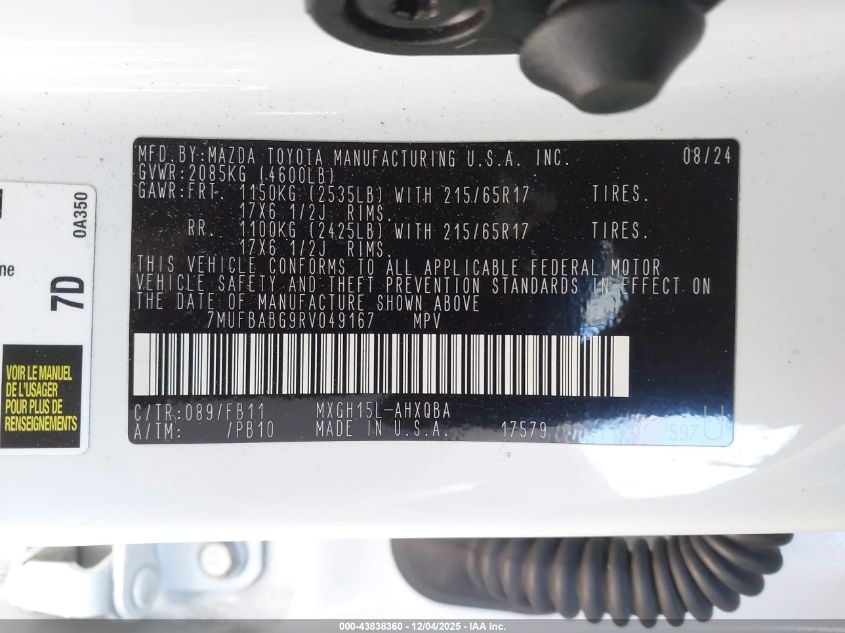 MFD.BY:MAZDA TOYOTA MANUFACTURING U.S.A. INC. 08/24
GVWR:2085KG (4600LB)
GAWR:FRT. 1150KG (2535LB) WITH 215/65R17 TIRES.
17X6 1/2J RIMS.
RR. 1100KG (2425LB) WITH 215/65R17 TIRES.
17X6 1/2J RIMS.
THIS VEHICLE CONFORMS TO ALL APPLICABLE FEDERAL MOTOR
VEHICLE SAFETY AND THEFT PREVENTION STANDARDS IN EFFECT ON
THE DATE OF MANUFACTURE SHOWN ABOVE
7MUFBABG9RV049167 MPV
C/TR:089/FB11 MXGH15L-AHXQBA
A/TM: /PB10 MADE IN U.S.A. 17579 597 U
0A350
7D
VOIR LE MANUEL
DE L'USAGER
POUR PLUS DE
RENSEIGNEMENTS
000-43838360 - 12/04/2025 - IAA Inc.